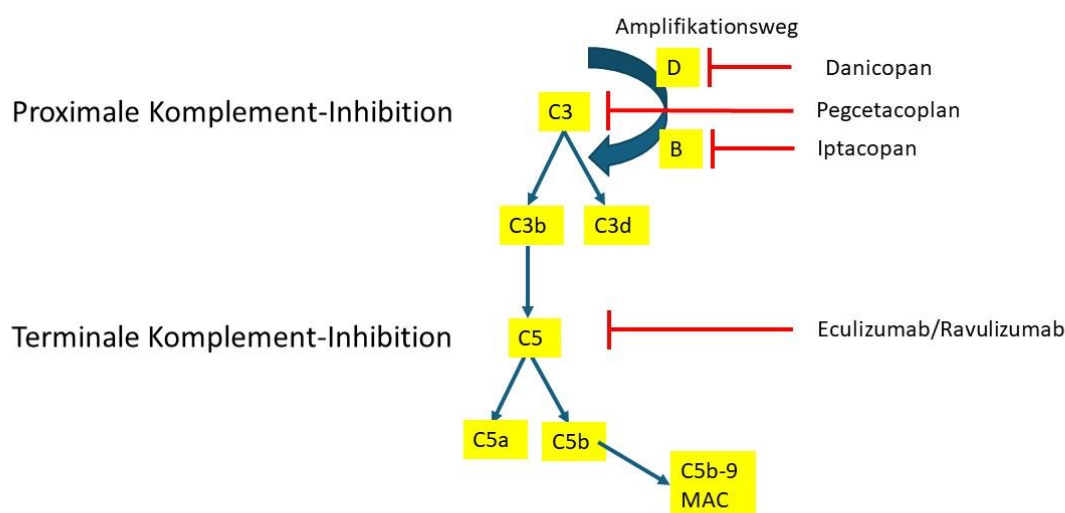 Amplifikationsweg
D
Danicopan
Proximale Komplement-Inhibition
C3
Pegcetacoplan
B
Iptacopan
C3b
C3d
Terminale Komplement-Inhibition
C5
Eculizumab/Ravulizumab
C5a
C5b
C5b-9
MAC